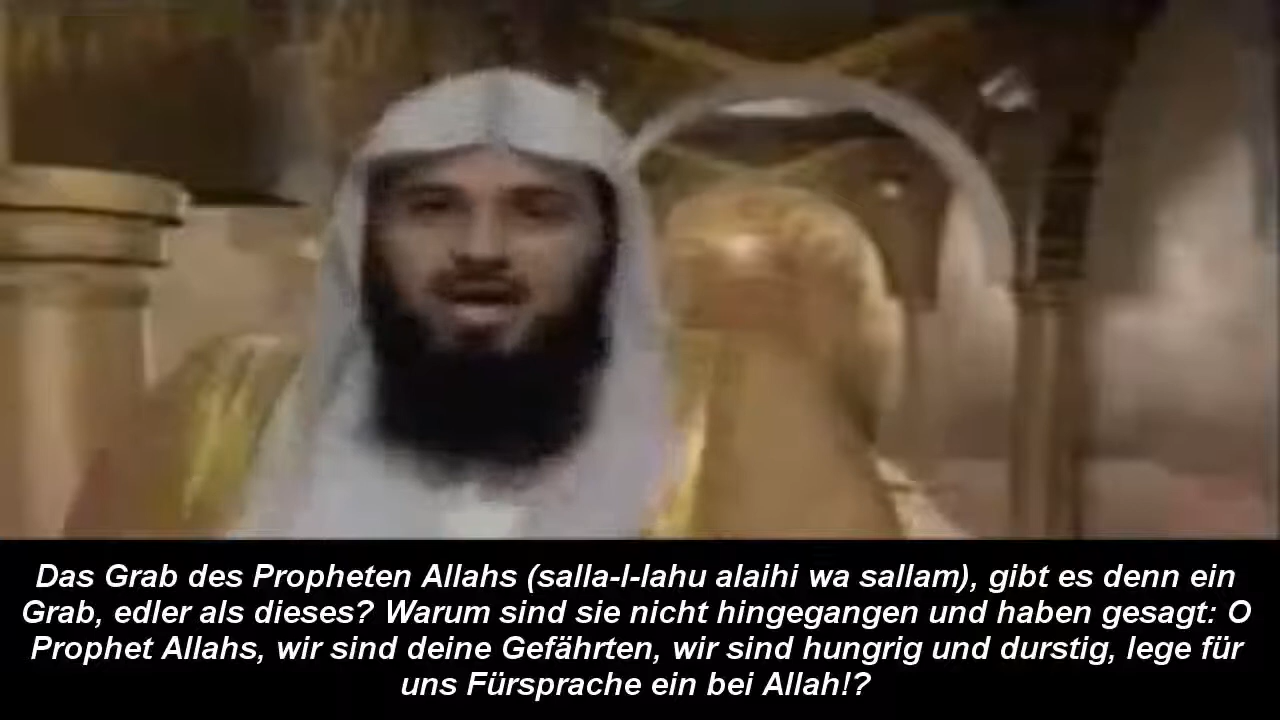 Das Grab des Propheten Allahs (salla-l-lahu alaihi wa sallam), gibt es denn ein
Grab, edler als dieses? Warum sind sie nicht hingegangen und haben gesagt: O
Prophet Allahs, wir sind deine Gefährten, wir sind hungrig und durstig, lege für
uns Fürsprache ein bei Allah!?